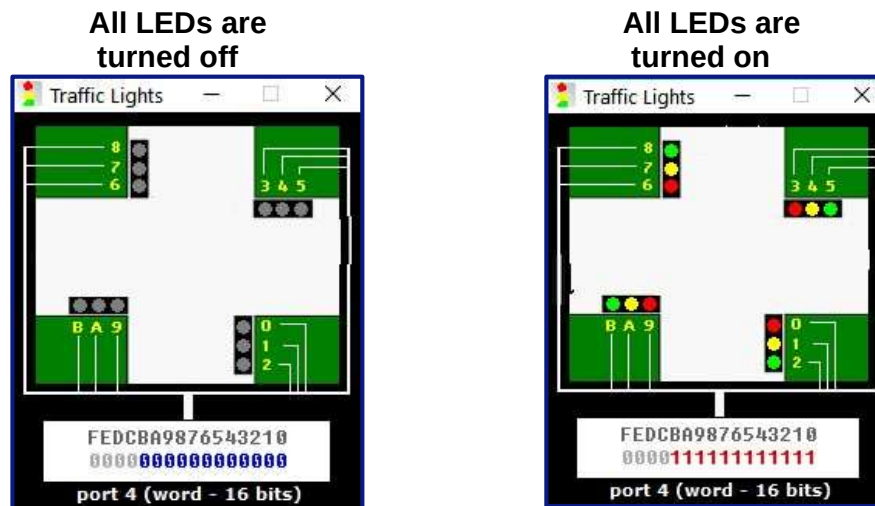 All LEDs are
turned off
Traffic Lights
8
7
6
3 4 5
B A 9
0
1
2
FEDCBA9876543210
0000000000000000
port 4 (word - 16 bits)
All LEDs are
turned on
Traffic Lights
8
7
6
3 4 5
B A 9
0
1
2
FEDCBA9876543210
0000111111111111
port 4 (word - 16 bits)